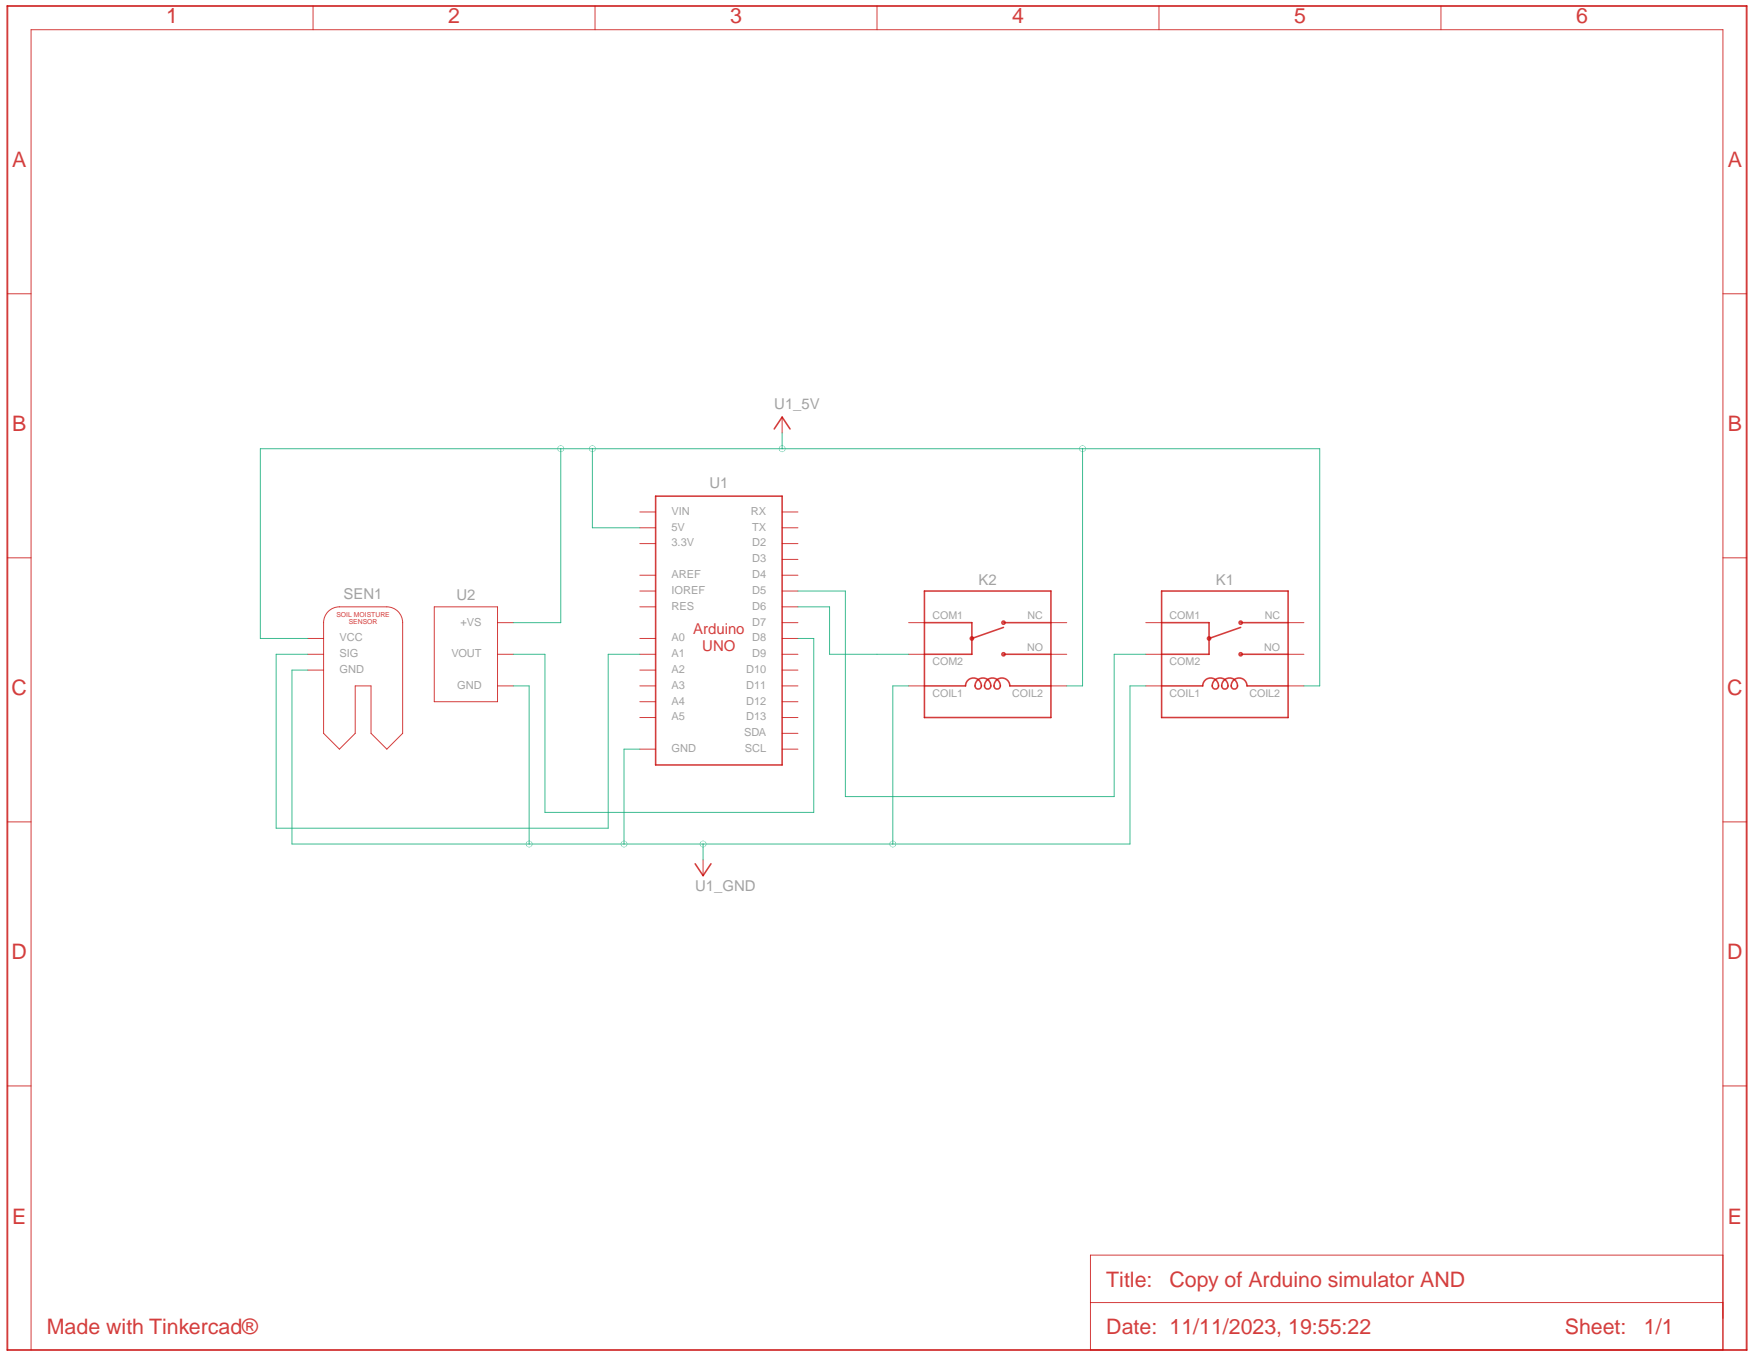 1 2 3 4 5 6
A A
B B
C C
D D
E E
U1_5V
U1
VIN RX
5V TX
3.3V D2
D3
AREF D4
IOREF D5
RES D6
D7
A0 D8
A1 D9
A2 D10
A3 D11
A4 D12
A5 D13
SDA
GND SCL
Arduino
UNO
SEN1
SOIL MOISTURE
SENSOR
VCC
SIG
GND
U2
+VS
VOUT
GND
K2
COM1 NC
NO
COM2
COIL1 COIL2
K1
COM1 NC
NO
COM2
COIL1 COIL2
U1_GND
Title: Copy of Arduino simulator AND
Date: 11/11/2023, 19:55:22 Sheet: 1/1
Made with Tinkercad®